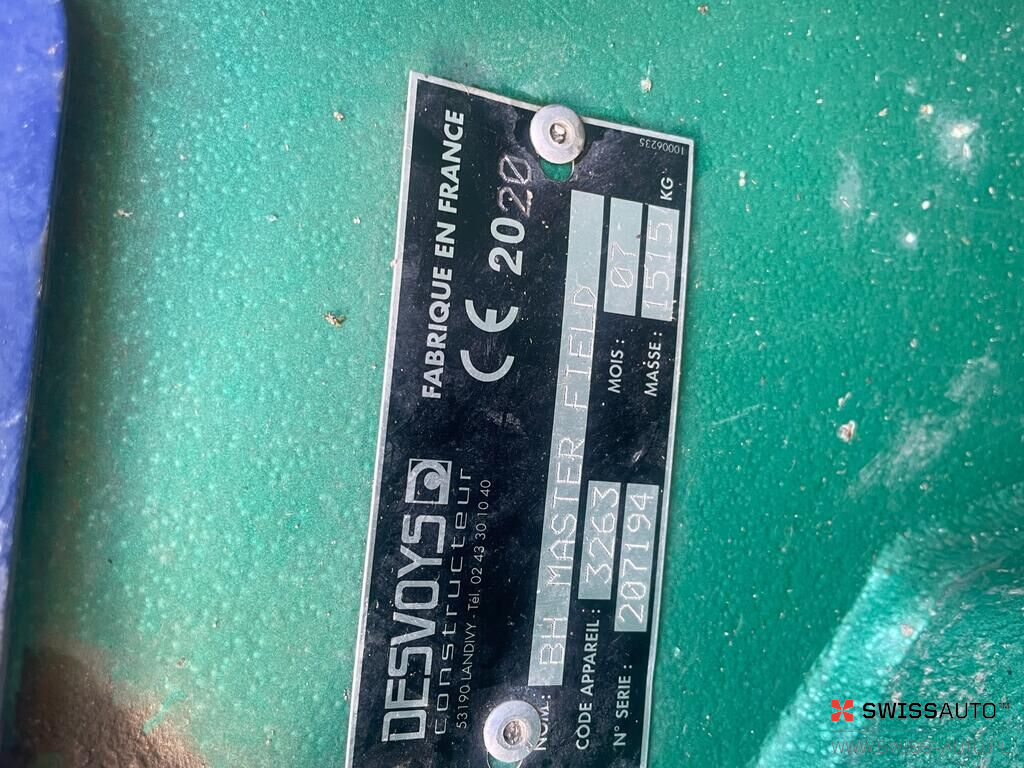 DESVOYS
constructeur
53190 LANDIVY - Tél. 02 43 30 10 40
FABRIQUE EN FRANCE
CE 2020
NOM : BH MASTER FIELD
CODE APPAREIL : 3263
MOIS : 07
N° SERIE : 207194
MASSE : 1515 KG
10006235
SWISSAUTO